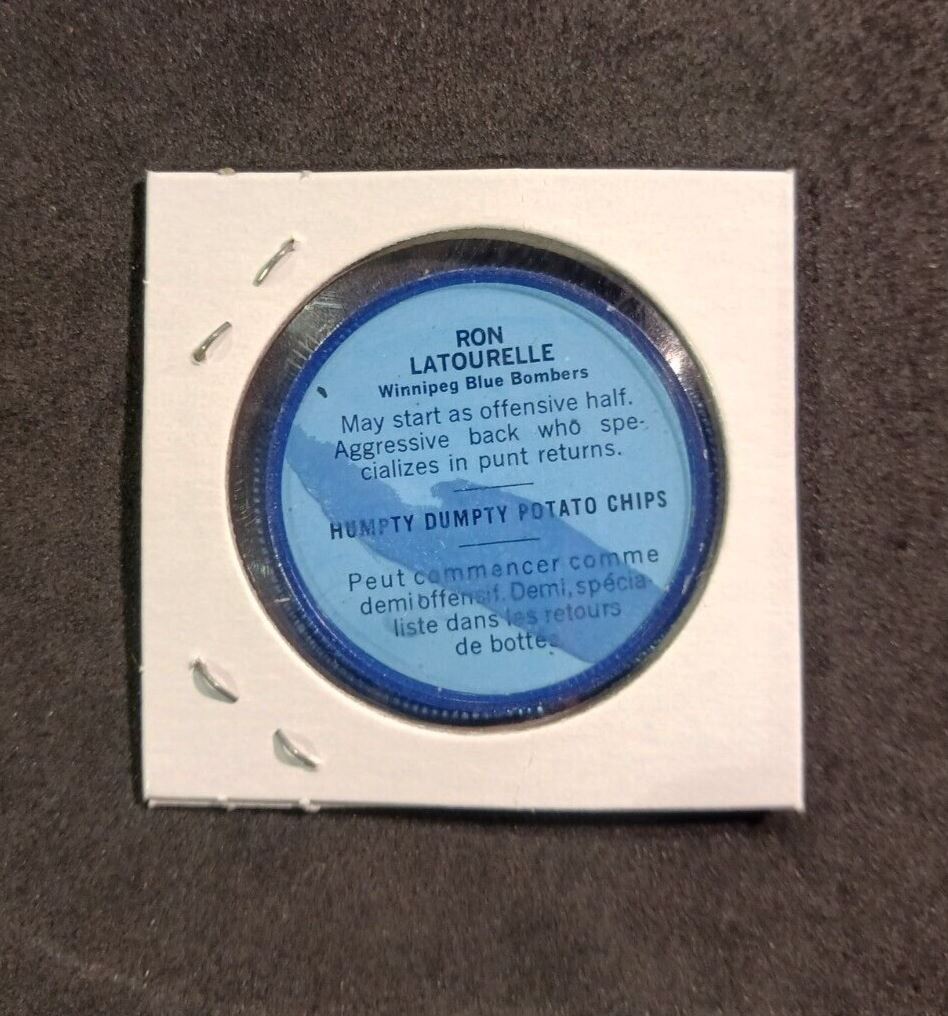 RON
LATOURELLE
Winnipeg Blue Bombers
May start as offensive half.
Aggressive back who spe-
cializes in punt returns.
HUMPTY DUMPTY POTATO CHIPS
Peut commencer comme
demi offensif. Demi, spécia-
liste dans les retours
de bottes.